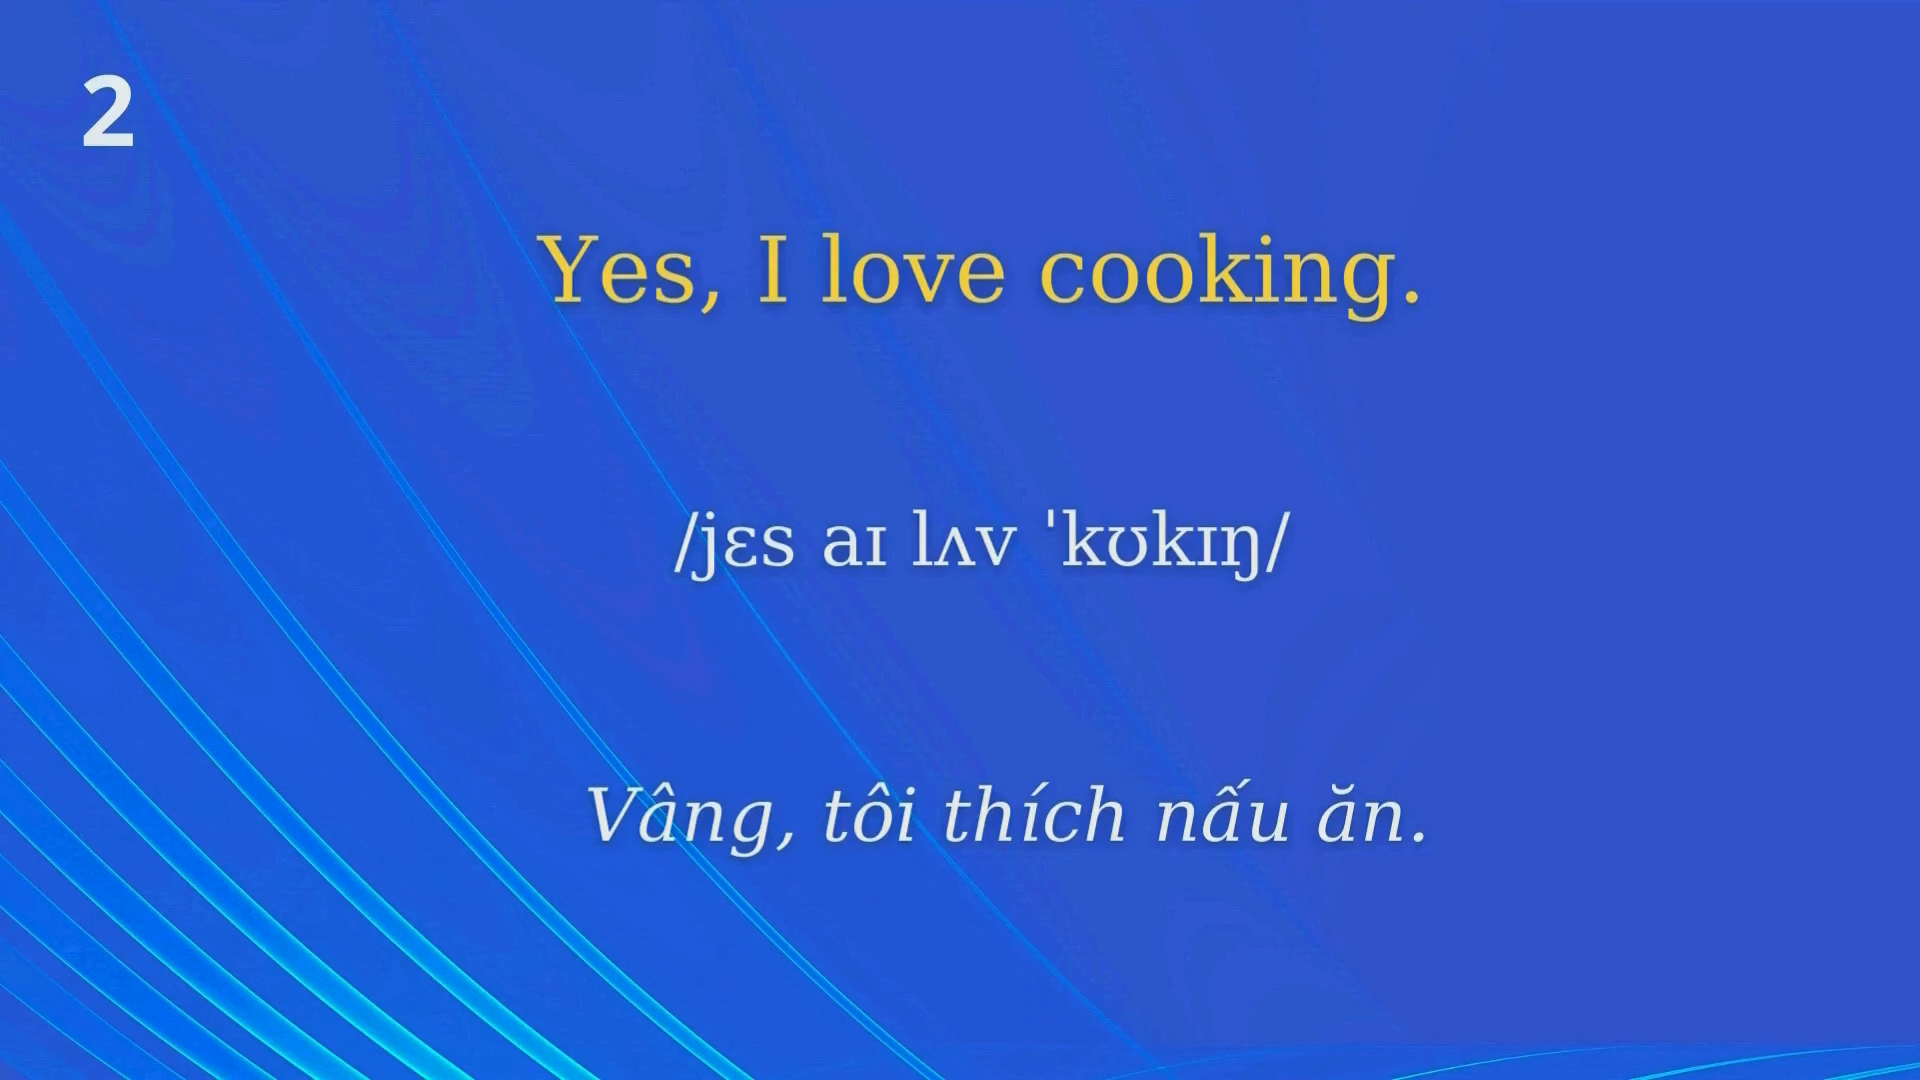 2
Yes, I love cooking.
/jɛs aɪ lʌv ˈkʊkɪŋ/
Vâng, tôi thích nấu ăn.